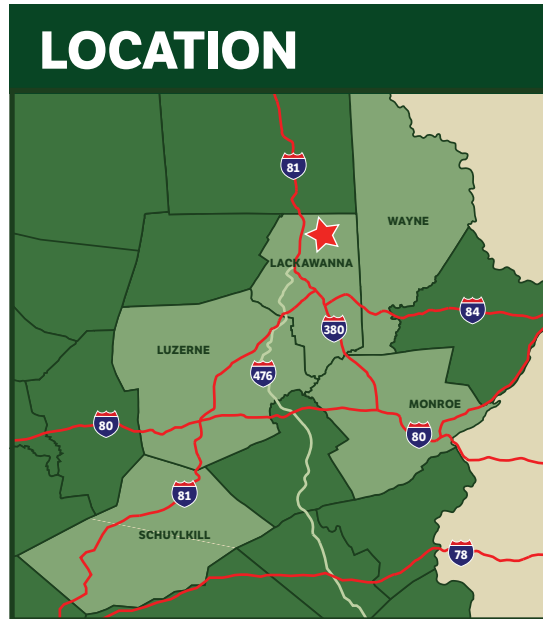 LOCATION
81
WAYNE
LACKAWANNA
84
380
LUZERNE
476
MONROE
80
80
81
SCHUYLKILL
78